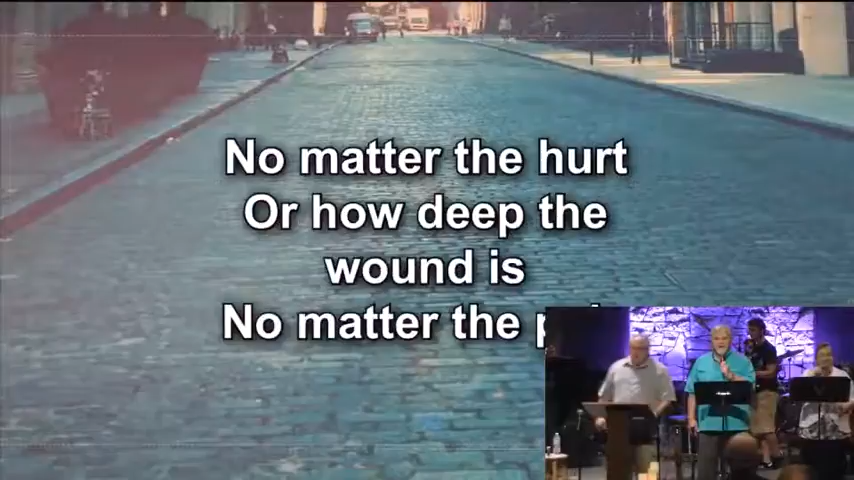 No matter the hurt
Or how deep the
wound is
No matter the